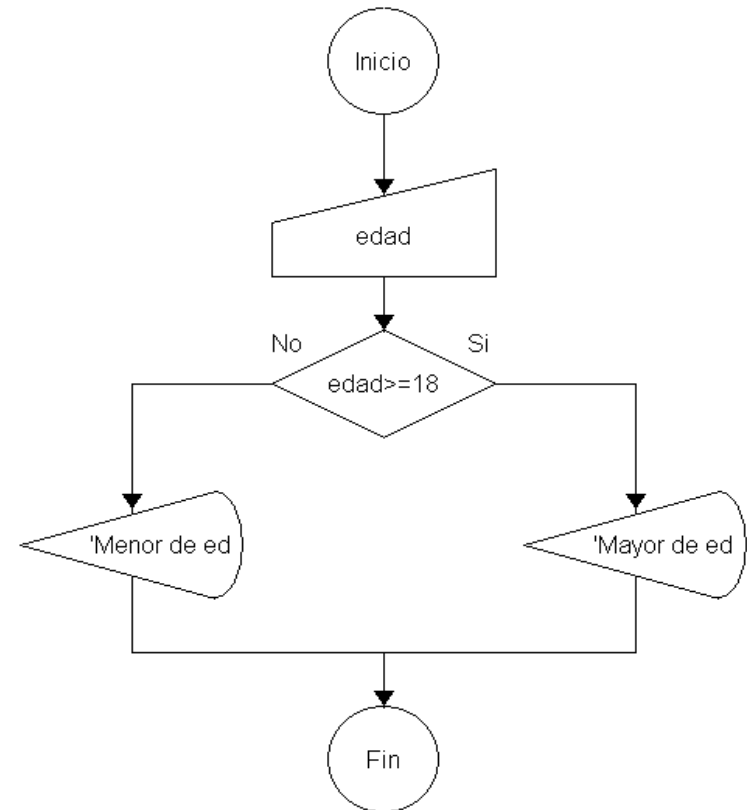 Inicio
edad
No
Si
edad>=18
'Menor de ed
'Mayor de ed
Fin